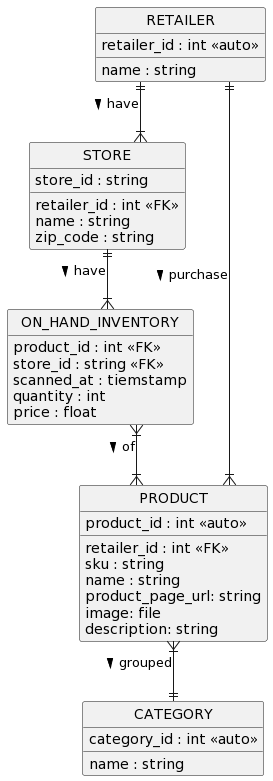 RETAILER
retailer_id : int «auto»
name : string
have
STORE
store_id : string
retailer_id : int «FK»
name : string
zip_code : string
have
purchase
ON_HAND_INVENTORY
product_id : int «FK»
store_id : string «FK»
scanned_at : tiemstamp
quantity : int
price : float
of
PRODUCT
product_id : int «auto»
retailer_id : int «FK»
sku : string
name : string
product_page_url: string
image: file
description: string
grouped
CATEGORY
category_id : int «auto»
name : string